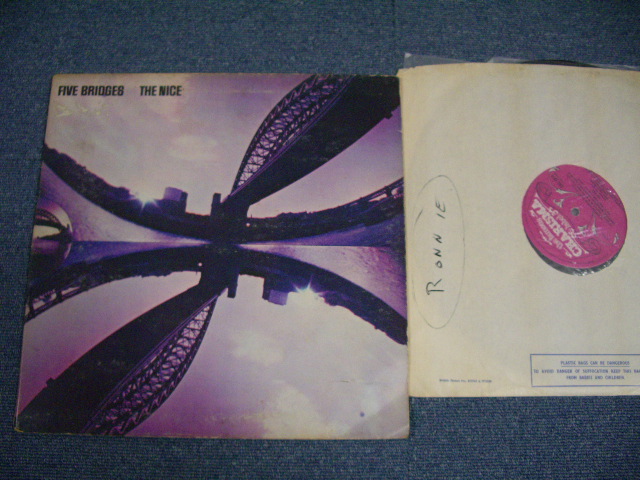 FIVE BRIDGES THE NICE
RONNIE
CHARISMA
PLASTIC BAGS CAN BE DANGEROUS
TO AVOID DANGER OF SUFFOCATION KEEP THIS BAG
FROM BABIES AND CHILDREN.